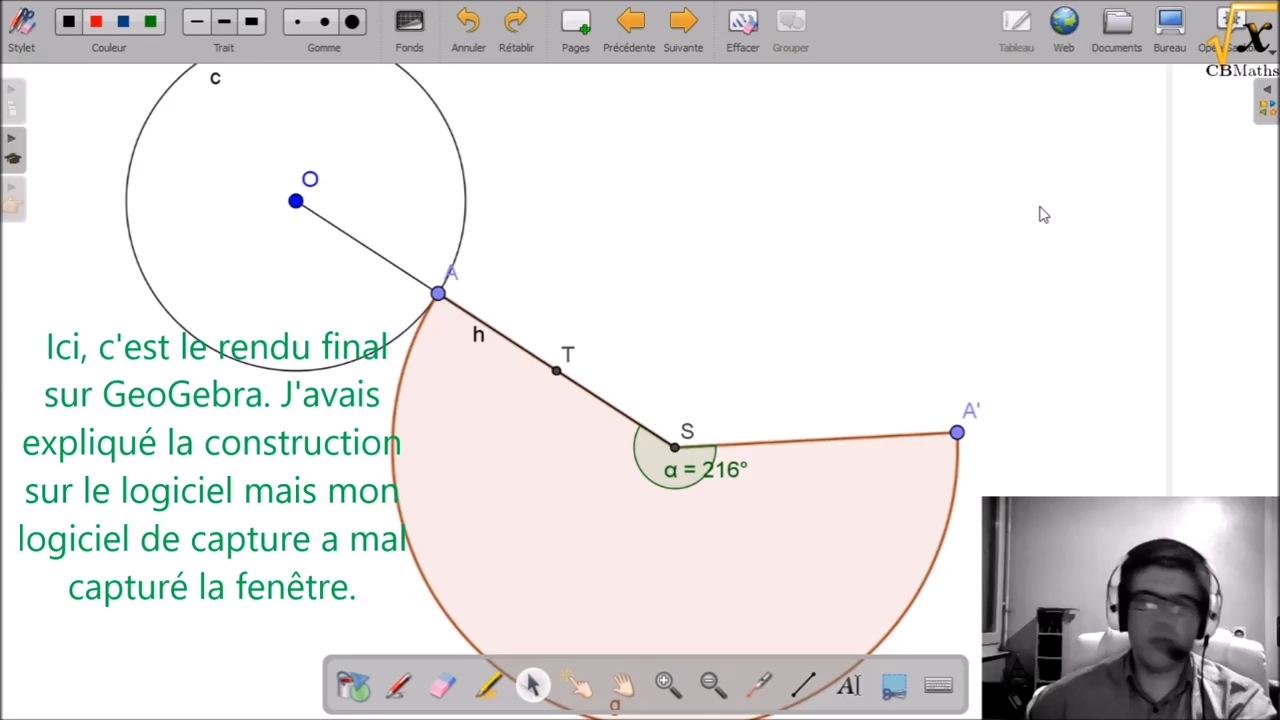 Stylet
Couleur
Trait
Gomme
Fonds
Annuler
Rétablir
Pages
Précédente
Suivante
Effacer
Grouper
Tableau
Web
Documents
Bureau
CBMaths
c
O
A
h
T
S
A'
α = 216°
Ici, c'est le rendu final
sur GeoGebra. J'avais
expliqué la construction
sur le logiciel mais mon
logiciel de capture a mal
capturé la fenêtre.